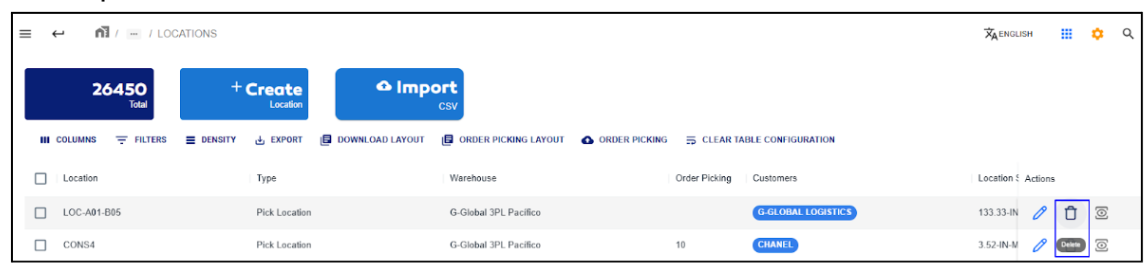 / ... / LOCATIONS
ENGLISH
26450
Total
+ Create
Location
Import
CSV
COLUMNS FILTERS DENSITY EXPORT DOWNLOAD LAYOUT ORDER PICKING LAYOUT ORDER PICKING CLEAR TABLE CONFIGURATION
Location Type Warehouse Order Picking Customers Location Actions
LOC-A01-B05 Pick Location G-Global 3PL Pacifico G-GLOBAL LOGISTICS 133.33-IN
CONS4 Pick Location G-Global 3PL Pacifico 10 CHANEL 3.52-IN-M Delete